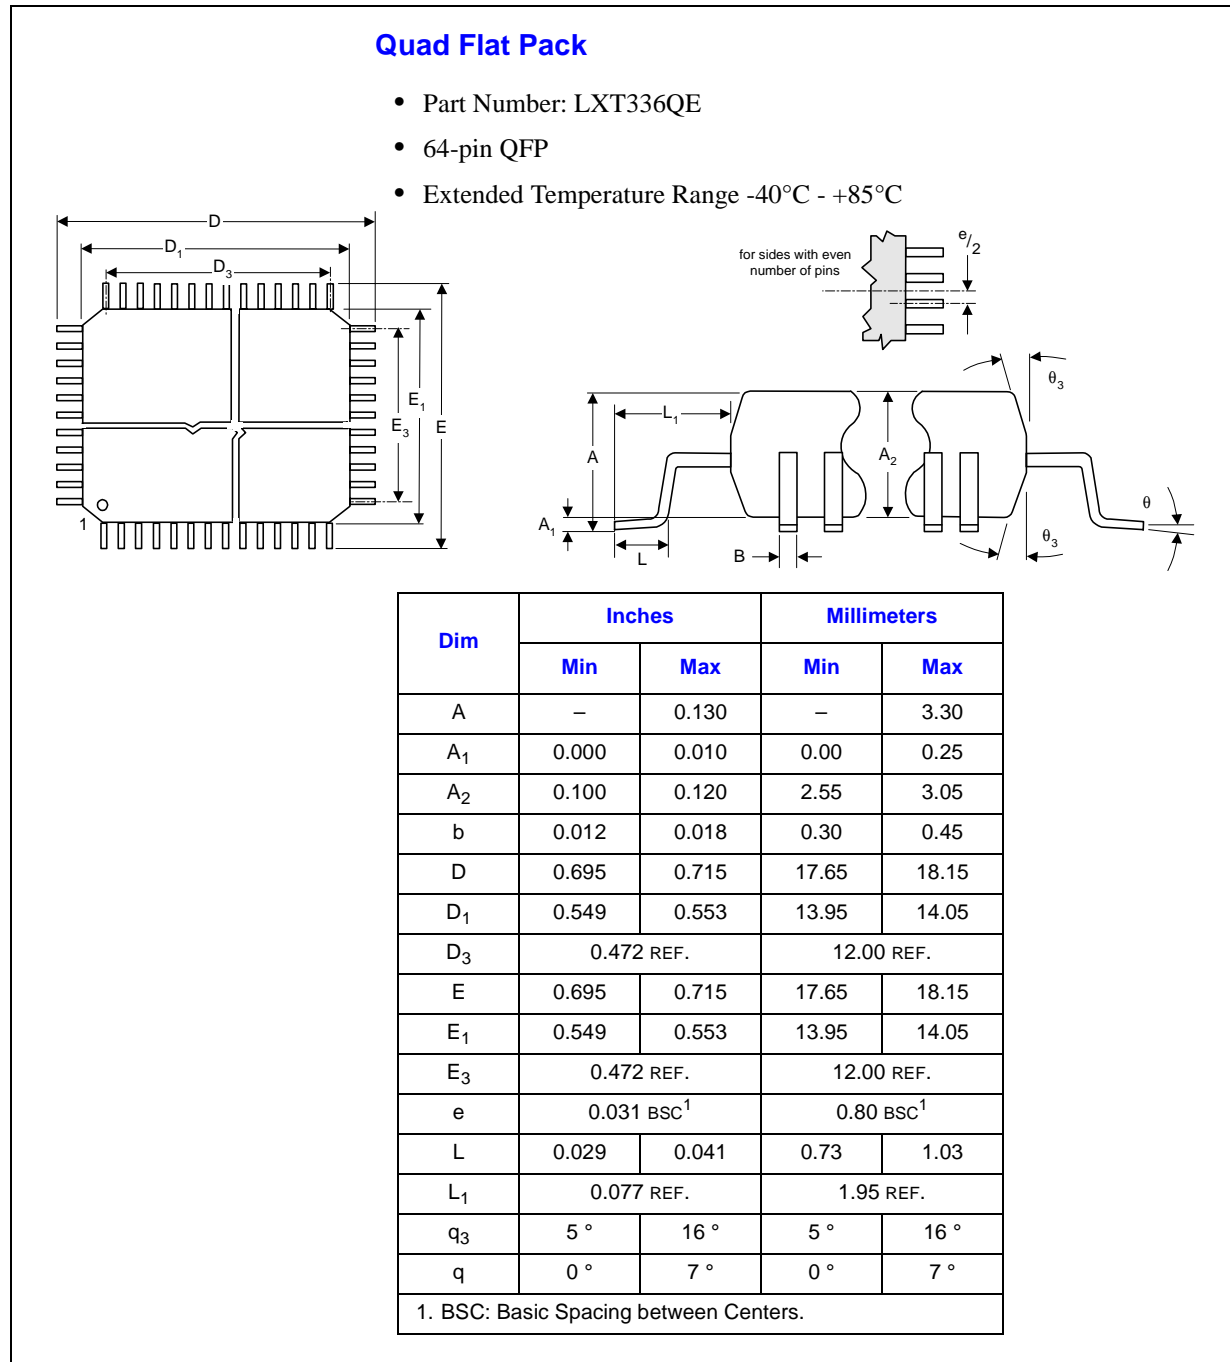 Quad Flat Pack
• Part Number: LXT336QE
• 64-pin QFP
• Extended Temperature Range -40°C - +85°C
D
D1
D3
E1
E3
E
1
for sides with even
number of pins
e/2
θ3
L1
A
A2
A1
L
B
θ
θ3
Dim Inches Millimeters
Min Max Min Max
A – 0.130 – 3.30
A1 0.000 0.010 0.00 0.25
A2 0.100 0.120 2.55 3.05
b 0.012 0.018 0.30 0.45
D 0.695 0.715 17.65 18.15
D1 0.549 0.553 13.95 14.05
D3 0.472 REF. 12.00 REF.
E 0.695 0.715 17.65 18.15
E1 0.549 0.553 13.95 14.05
E3 0.472 REF. 12.00 REF.
e 0.031 BSC1 0.80 BSC1
L 0.029 0.041 0.73 1.03
L1 0.077 REF. 1.95 REF.
q3 5 ° 16 ° 5 ° 16 °
q 0 ° 7 ° 0 ° 7 °
1. BSC: Basic Spacing between Centers.